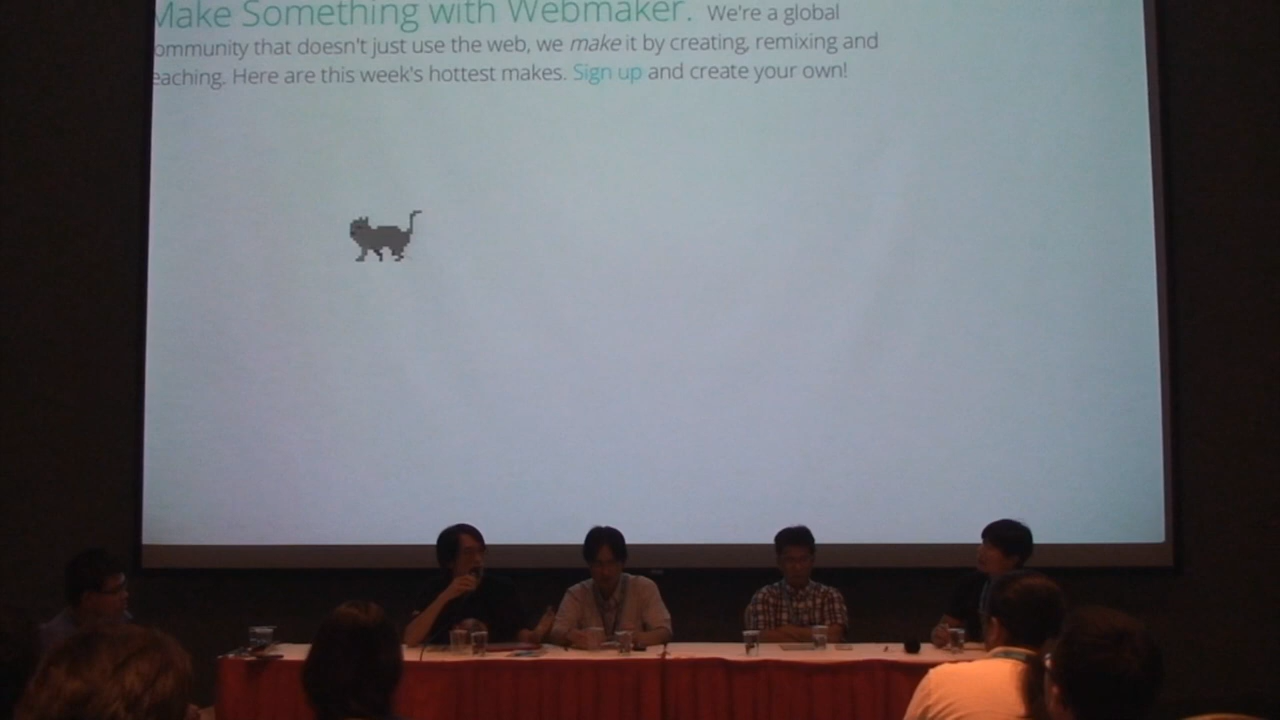 Make Something with Webmaker. We're a global
ommunity that doesn't just use the web, we make it by creating, remixing and
eaching. Here are this week's hottest makes. Sign up and create your own!